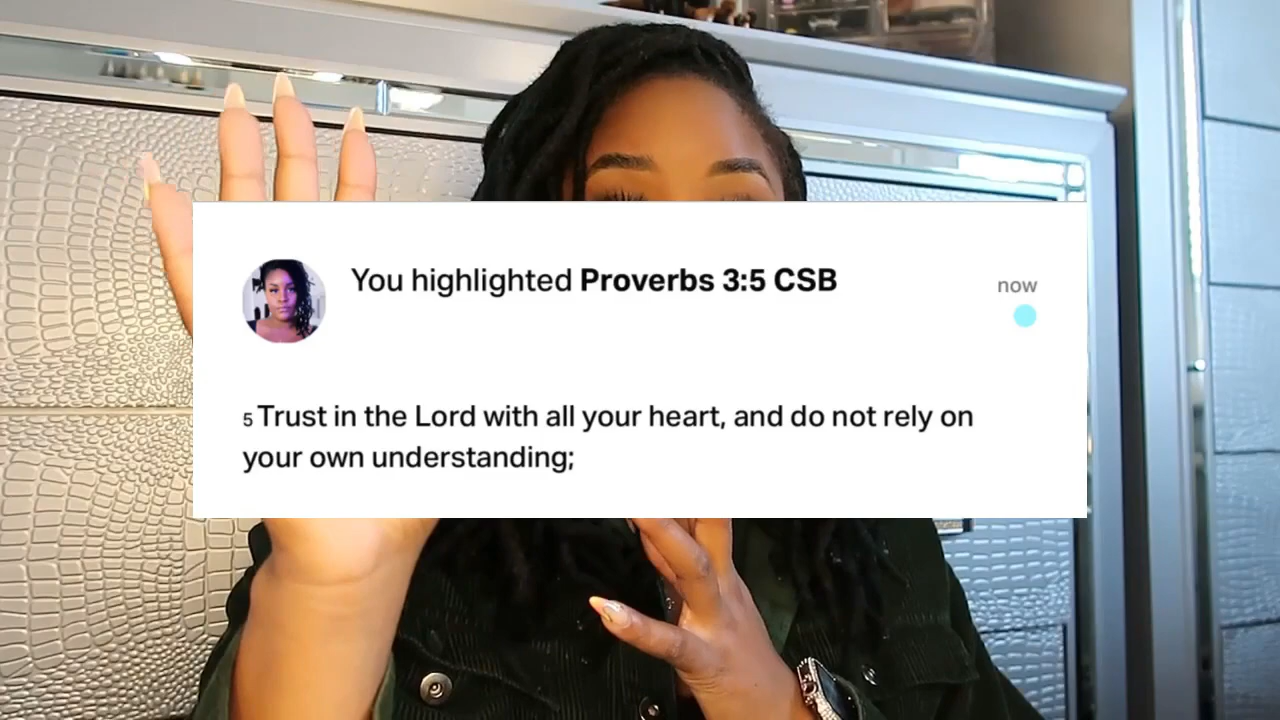 You highlighted Proverbs 3:5 CSB
now
5 Trust in the Lord with all your heart, and do not rely on
your own understanding;